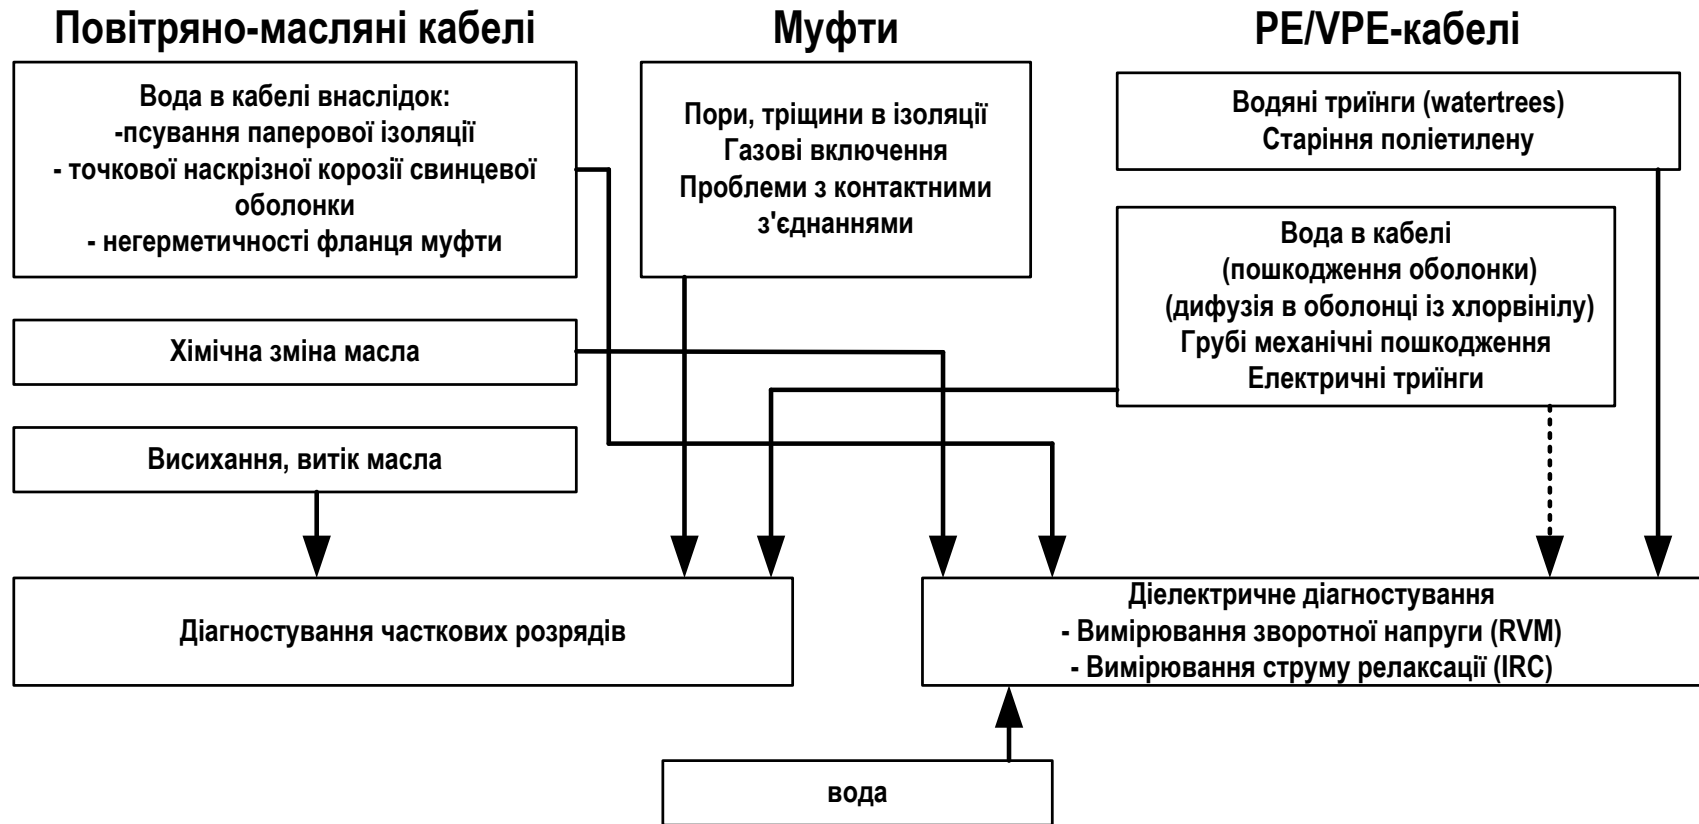 Повітряно-масляні кабелі
Муфти
PE/VPE-кабелі
Вода в кабелі внаслідок:
-псування паперової ізоляції
- точкової наскрізної корозії свинцевої
оболонки
- негерметичності фланця муфти
Пори, тріщини в ізоляції
Газові включення
Проблеми з контактними
з'єднаннями
Водяні триїнги (watertrees)
Старіння поліетилену
Вода в кабелі
(пошкодження оболонки)
(дифузія в оболонці із хлорвінілу)
Грубі механічні пошкодження
Електричні триїнги
Хімічна зміна масла
Висихання, витік масла
Діагностування часткових розрядів
Діелектричне діагностування
- Вимірювання зворотної напруги (RVM)
- Вимірювання струму релаксації (IRC)
вода